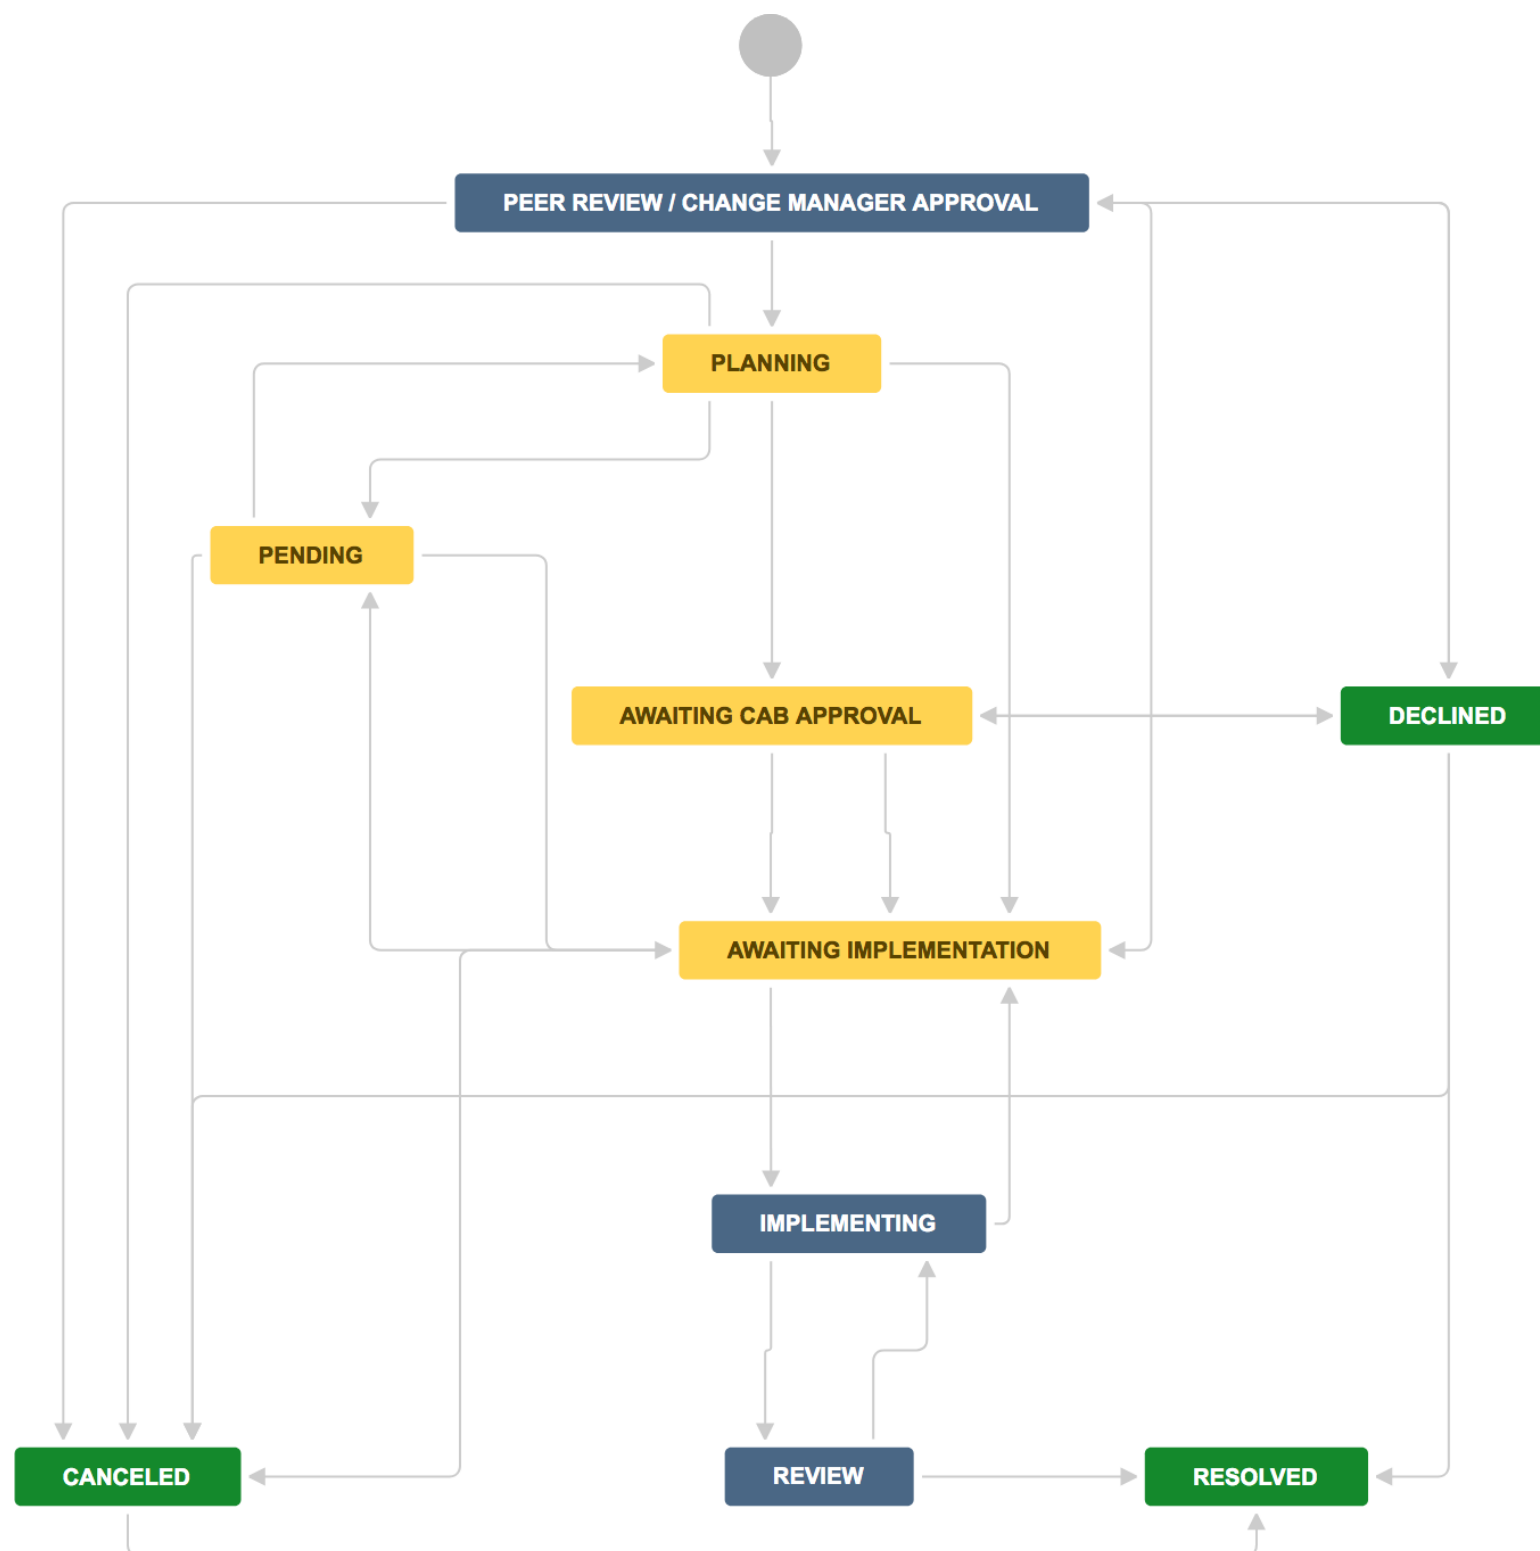 PEER REVIEW / CHANGE MANAGER APPROVAL
PLANNING
PENDING
AWAITING CAB APPROVAL
DECLINED
AWAITING IMPLEMENTATION
IMPLEMENTING
CANCELED
REVIEW
RESOLVED